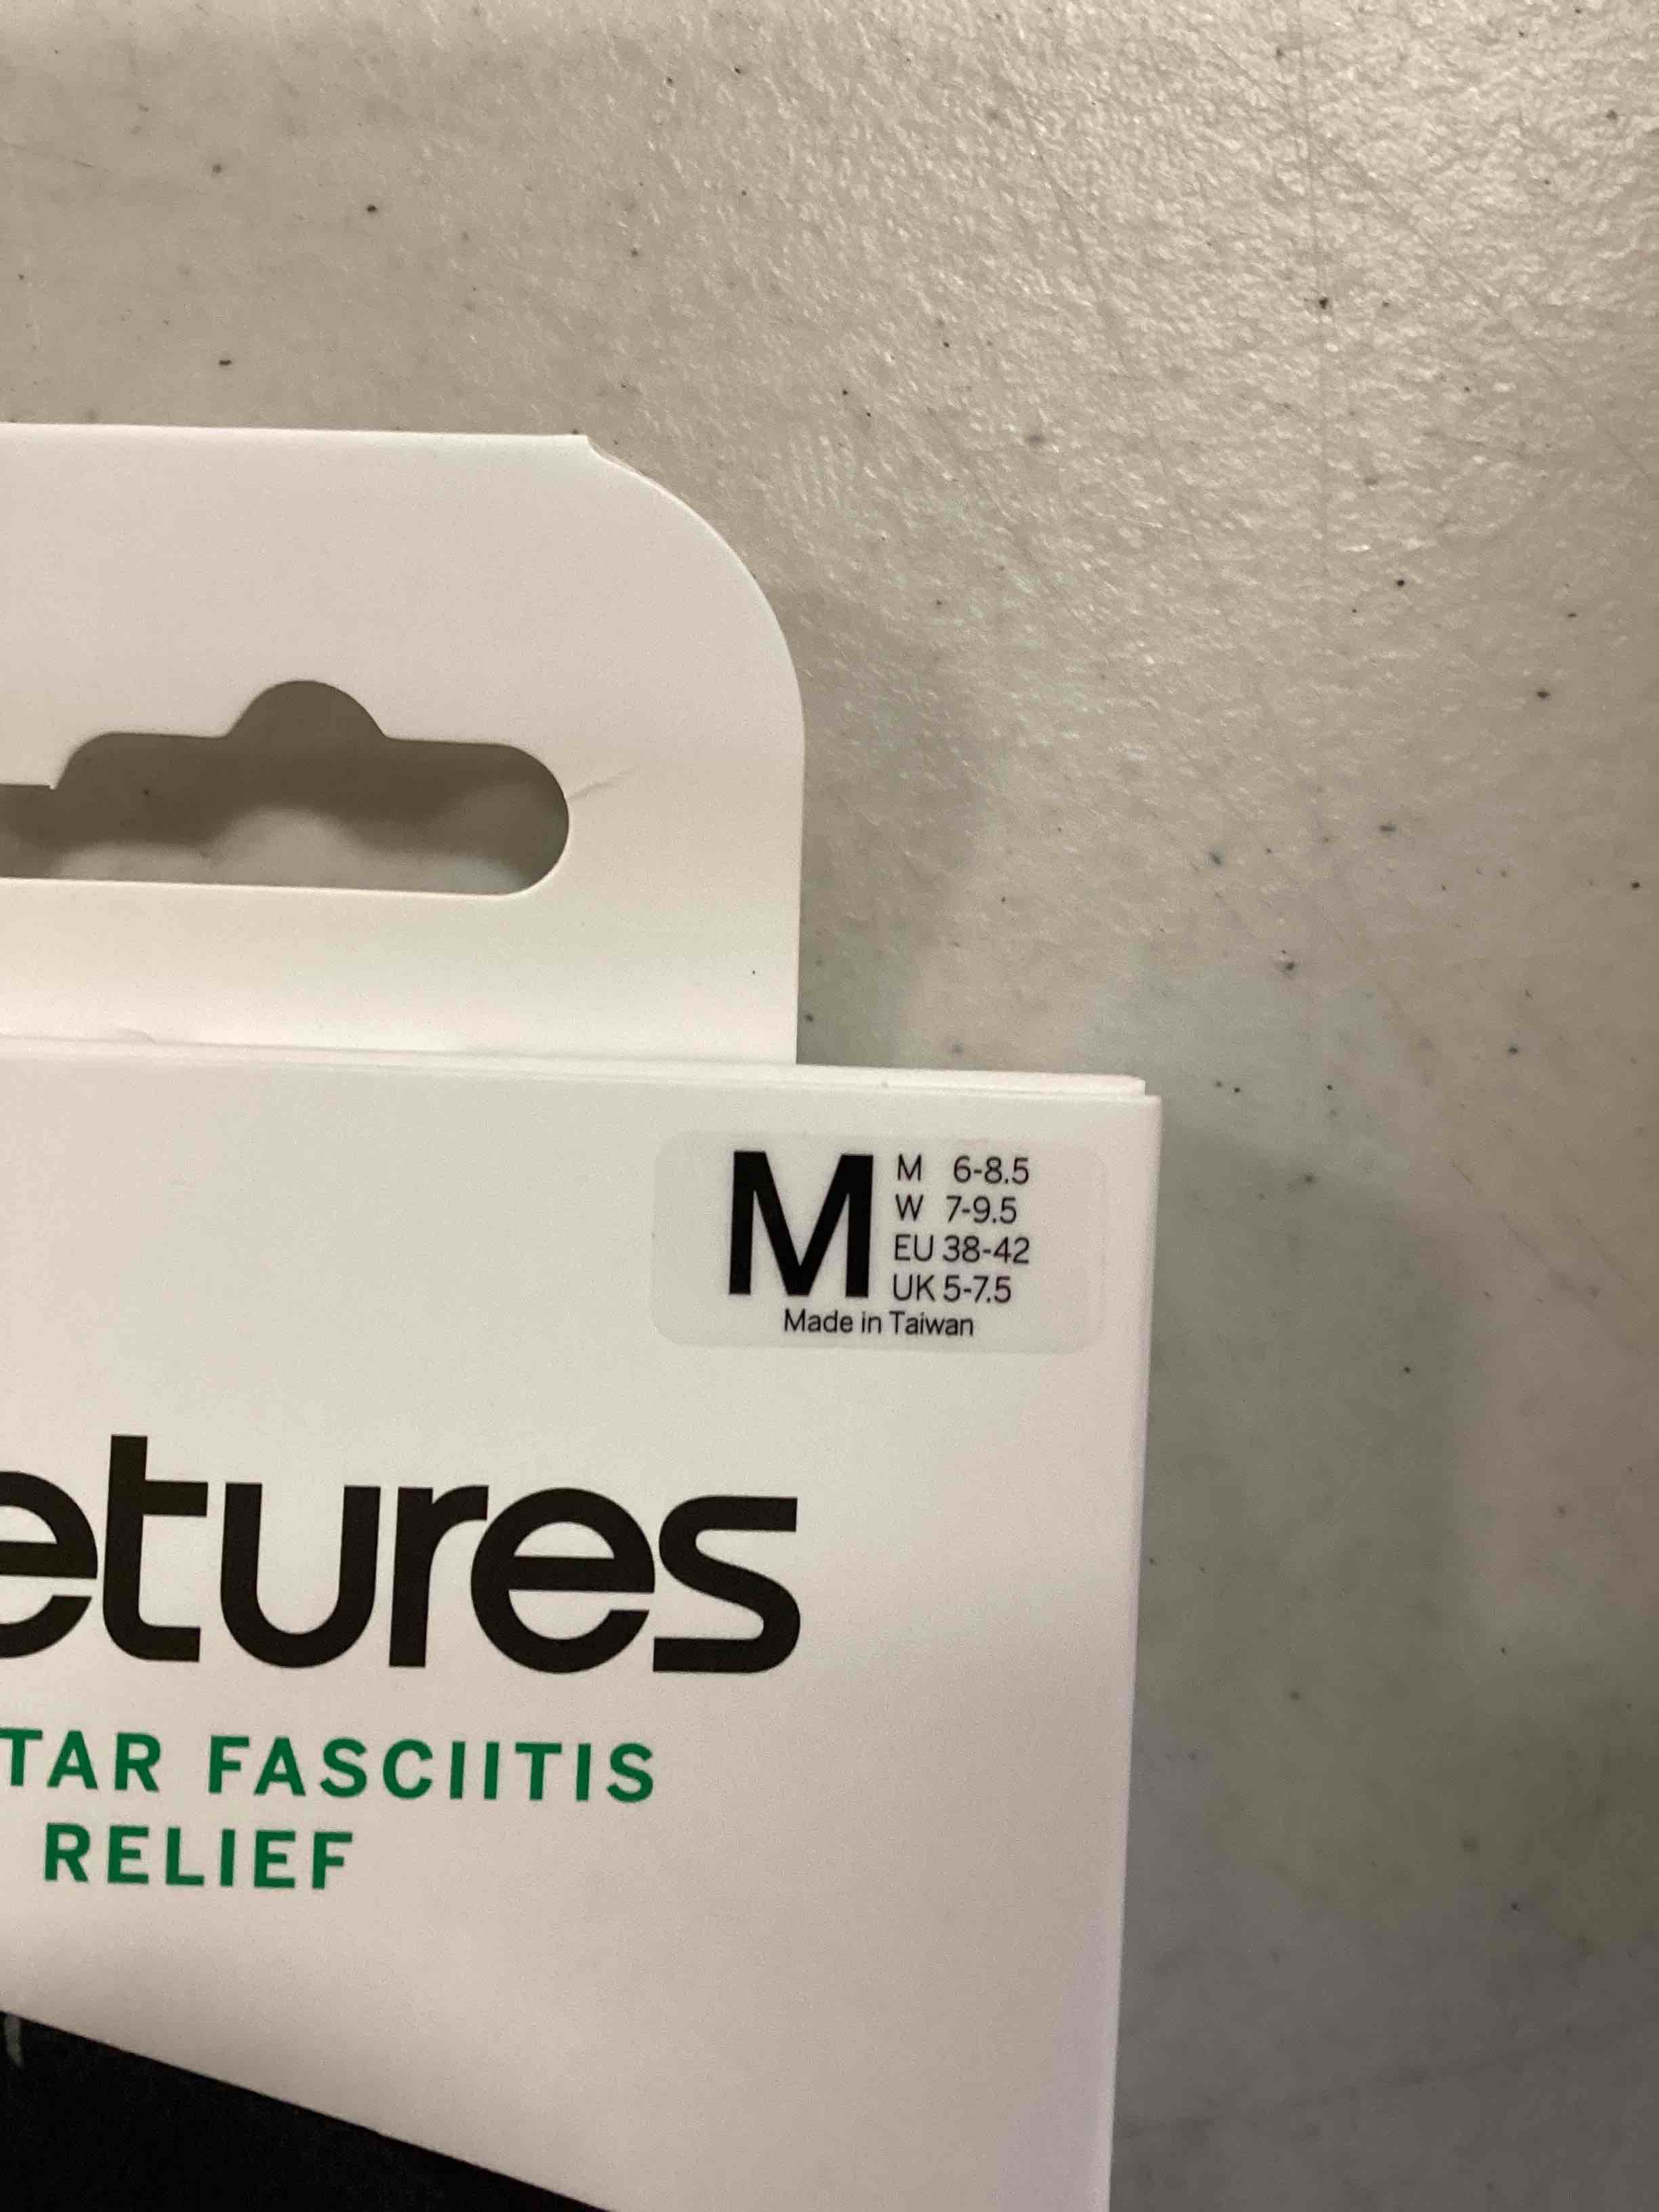 M
M 6-8.5
W 7-9.5
EU 38-42
UK 5-7.5
Made in Taiwan
etures
TAR FASCIITIS
RELIEF